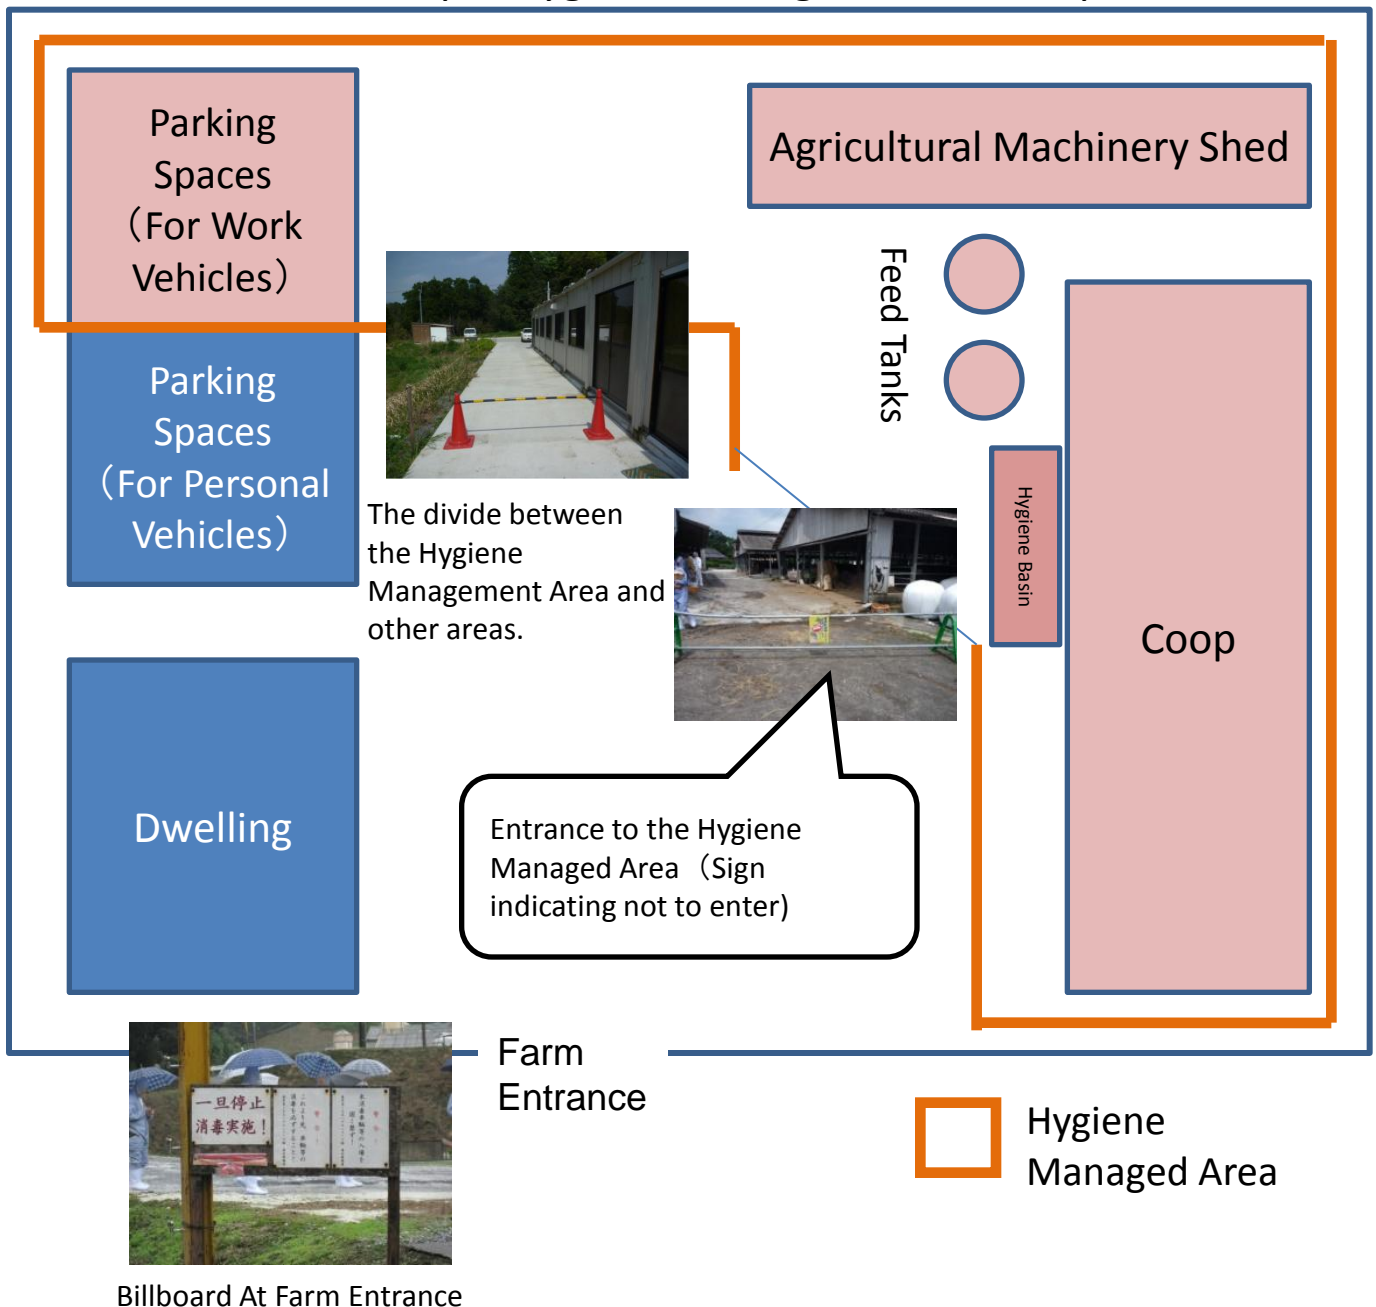 Parking
Spaces
（For Work
Vehicles）
Agricultural Machinery Shed
Feed Tanks
Parking
Spaces
（For Personal
Vehicles）
The divide between
the Hygiene
Management Area and
other areas.
Hygiene Basin
Coop
Dwelling
Entrance to the Hygiene
Managed Area（Sign
indicating not to enter)
Farm
Entrance
一旦停止
消毒実施！
Hygiene
Managed Area
Billboard At Farm Entrance